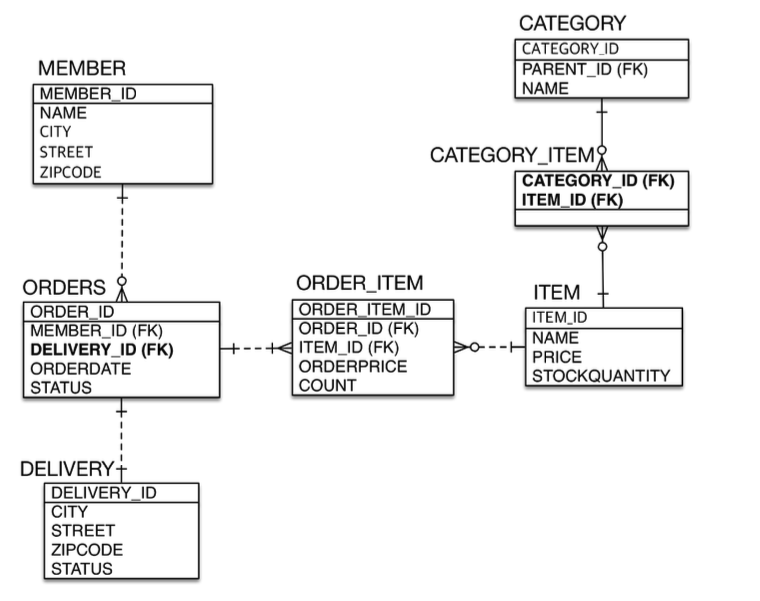 CATEGORY
CATEGORY_ID
PARENT_ID (FK)
NAME
MEMBER
MEMBER_ID
NAME
CITY
STREET
ZIPCODE
CATEGORY_ITEM
CATEGORY_ID (FK)
ITEM_ID (FK)
ORDERS
ORDER_ID
MEMBER_ID (FK)
DELIVERY_ID (FK)
ORDERDATE
STATUS
ORDER_ITEM
ORDER_ITEM_ID
ORDER_ID (FK)
ITEM_ID (FK)
ORDERPRICE
COUNT
ITEM
ITEM_ID
NAME
PRICE
STOCKQUANTITY
DELIVERY
DELIVERY_ID
CITY
STREET
ZIPCODE
STATUS